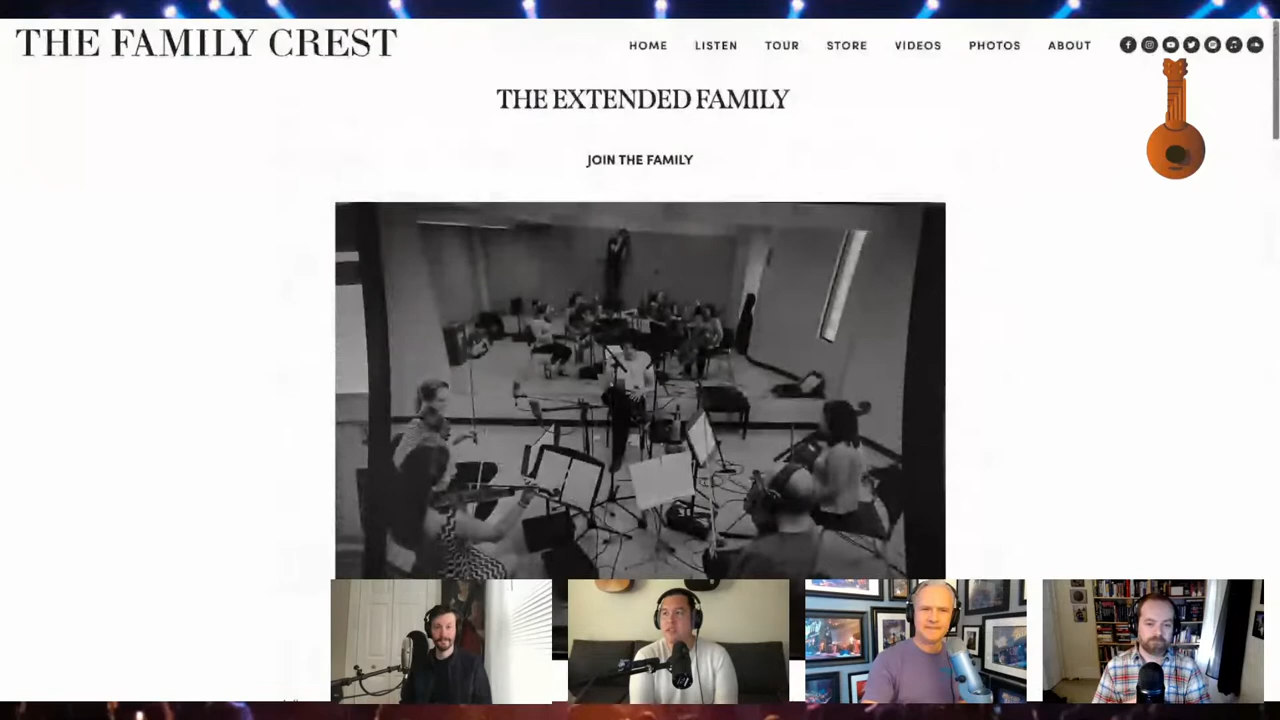 THE FAMILY CREST
HOME LISTEN TOUR STORE VIDEOS PHOTOS ABOUT
THE EXTENDED FAMILY
JOIN THE FAMILY